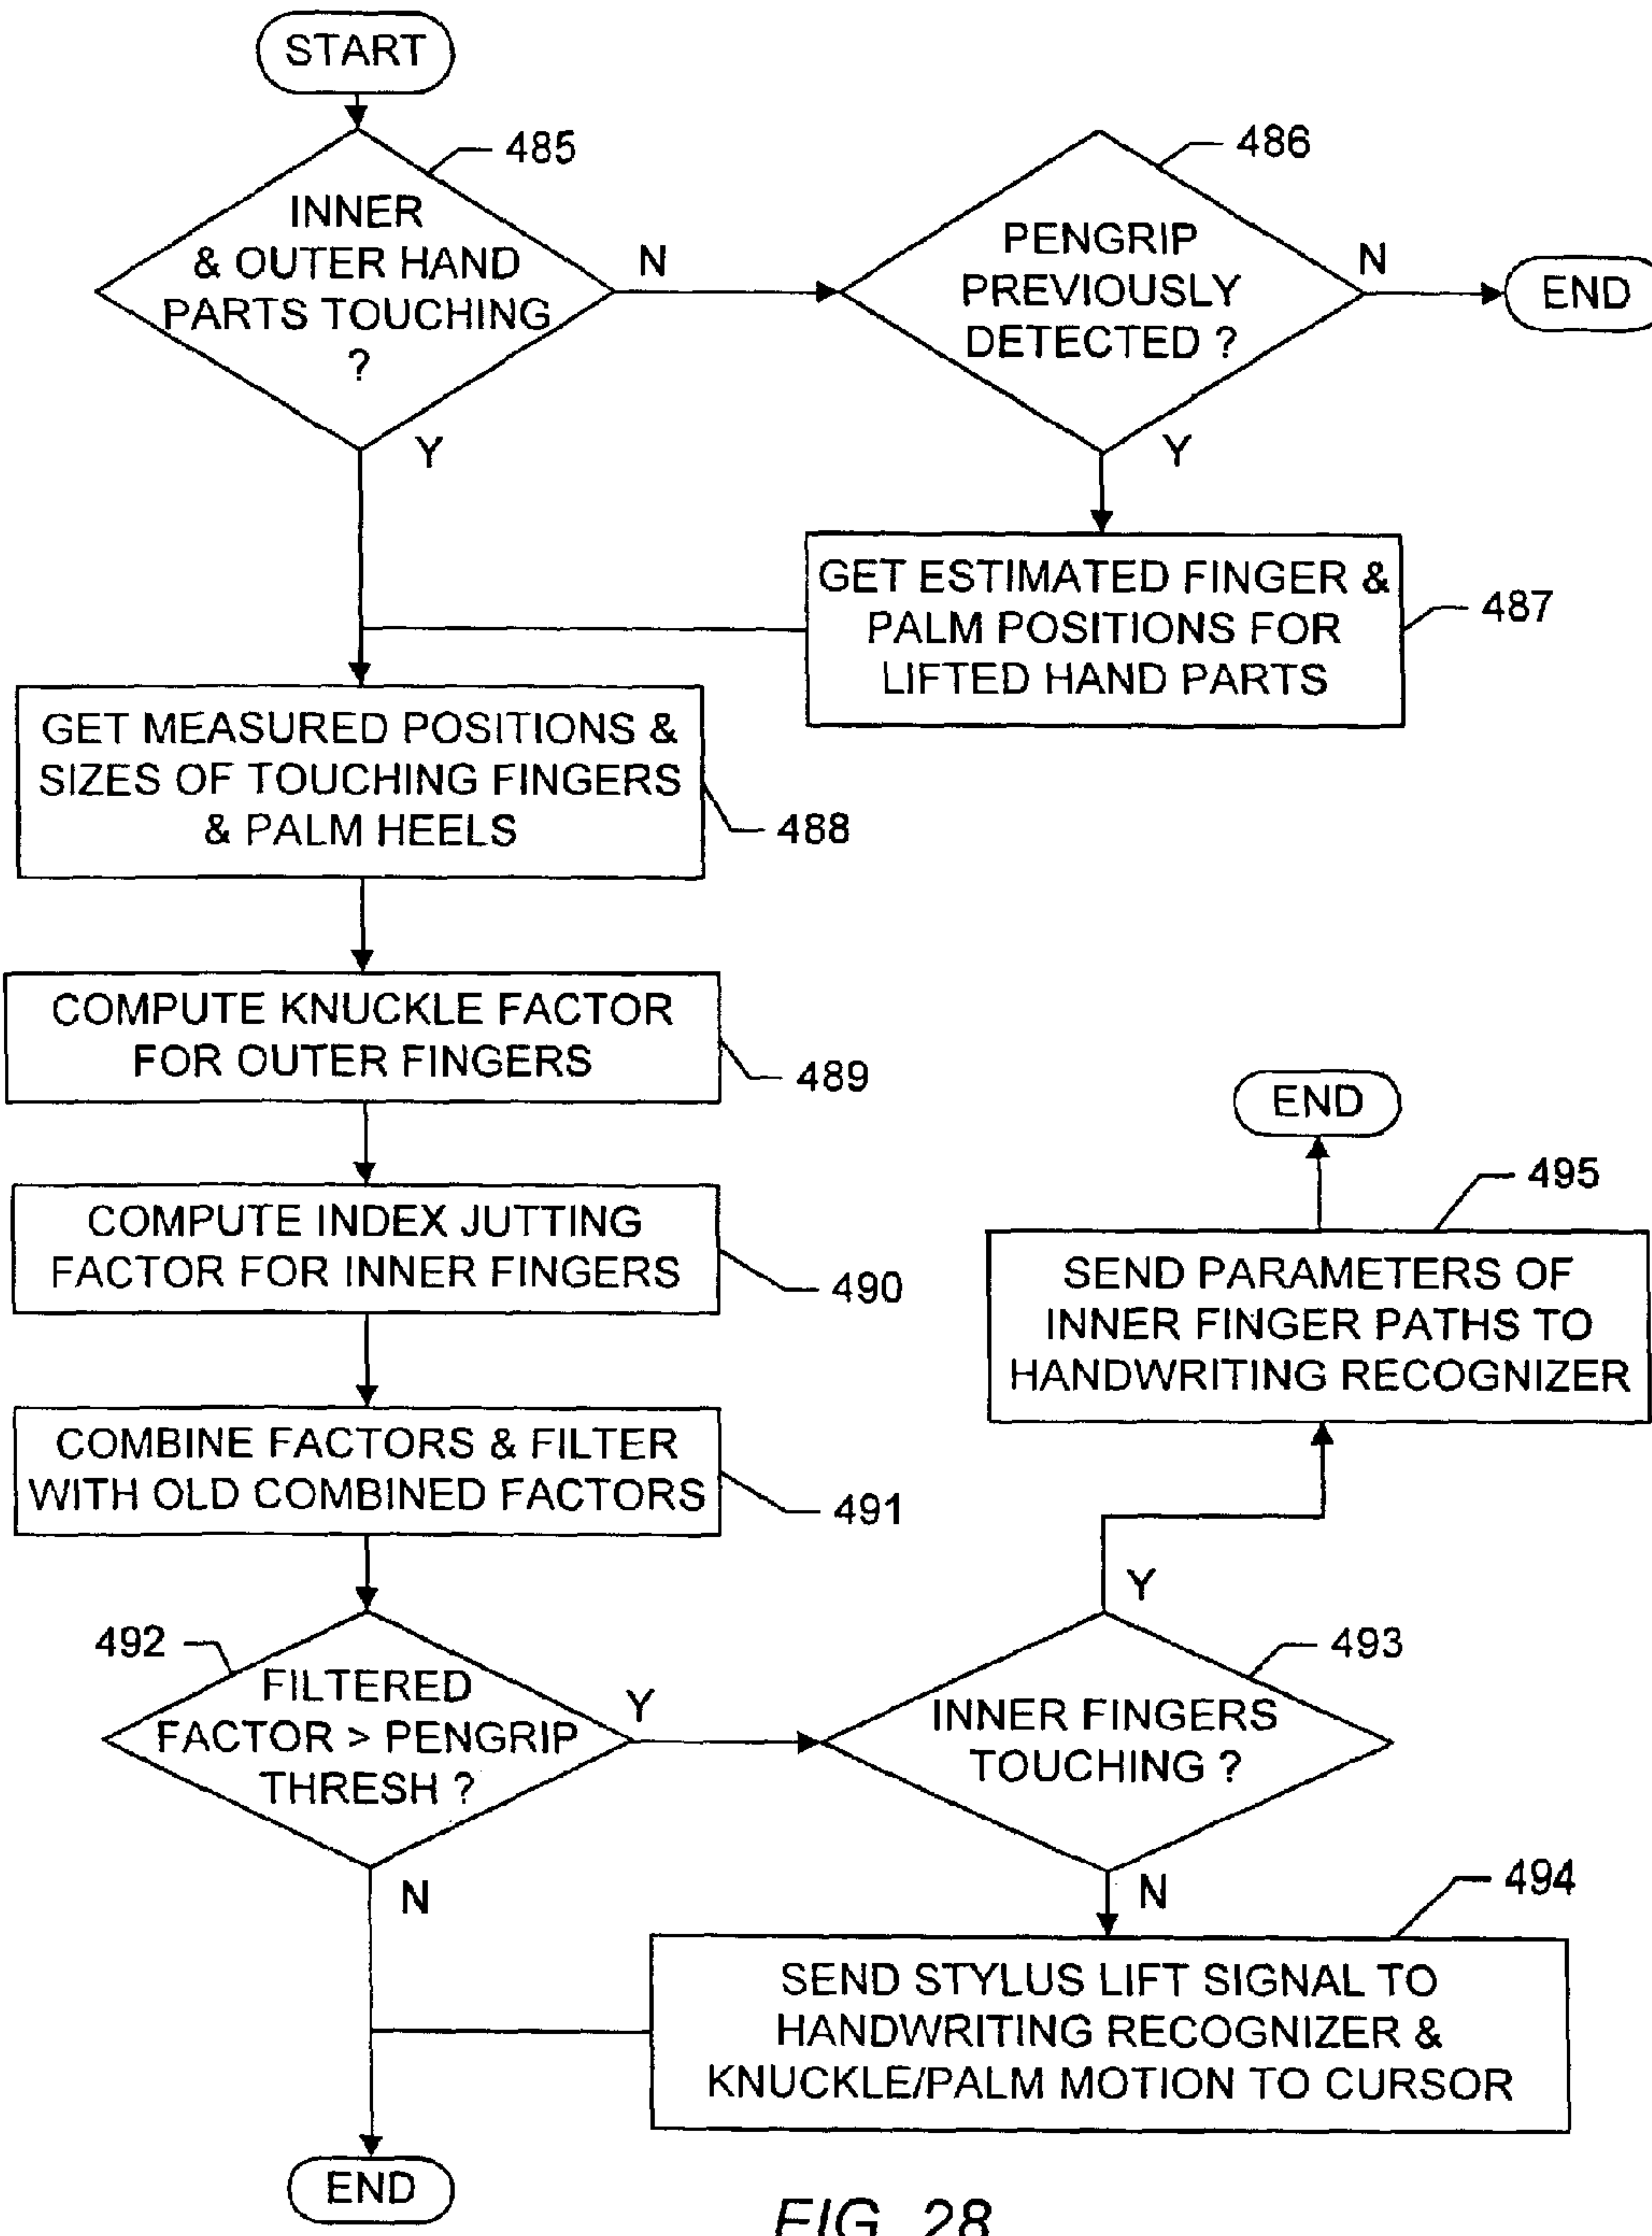 START
485
INNER
& OUTER HAND
PARTS TOUCHING
?
N
Y
486
PENGRIP
PREVIOUSLY
DETECTED ?
N
END
Y
GET ESTIMATED FINGER &
PALM POSITIONS FOR
LIFTED HAND PARTS
487
GET MEASURED POSITIONS &
SIZES OF TOUCHING FINGERS
& PALM HEELS
488
COMPUTE KNUCKLE FACTOR
FOR OUTER FINGERS
489
COMPUTE INDEX JUTTING
FACTOR FOR INNER FINGERS
490
COMBINE FACTORS & FILTER
WITH OLD COMBINED FACTORS
491
492
FILTERED
FACTOR > PENGRIP
THRESH ?
Y
N
END
495
SEND PARAMETERS OF
INNER FINGER PATHS TO
HANDWRITING RECOGNIZER
Y
493
INNER FINGERS
TOUCHING ?
N
494
SEND STYLUS LIFT SIGNAL TO
HANDWRITING RECOGNIZER &
KNUCKLE/PALM MOTION TO CURSOR
END
FIG. 28